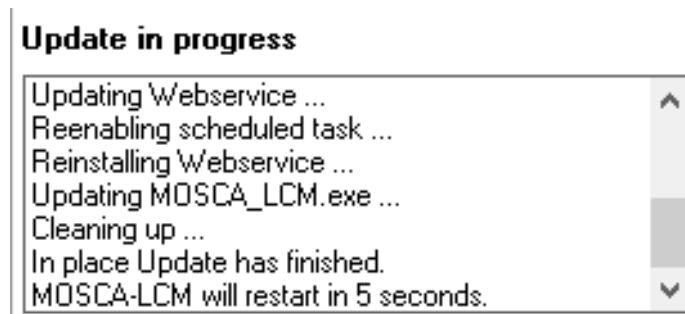 Update in progress
Updating Webservice ...
Reenabling scheduled task ...
Reinstalling Webservice ...
Updating MOSCA_LCM.exe ...
Cleaning up ...
In place Update has finished.
MOSCA-LCM will restart in 5 seconds.